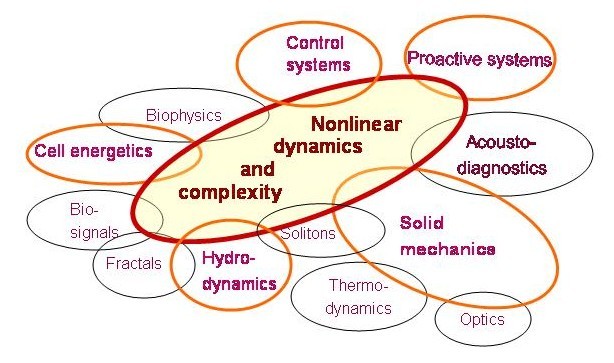 Control
systems
Proactive systems
Biophysics
Nonlinear
dynamics
and
complexity
Cell energetics
Acousto-
diagnostics
Bio-
signals
Fractals
Hydro-
dynamics
Solitons
Solid
mechanics
Thermo-
dynamics
Optics